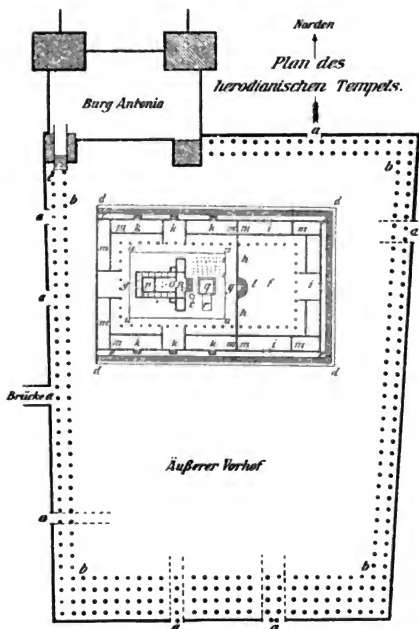 Norden
Plan des
herodianischen Tempels.
Burg Antonia
a
b b
c
b
a a
d d
m k k m m i m
m
a
h
g p o n q g l f i
e
h
m
m k k k m m i m
d d
Brücke a
Äußerer Vorhof
a
b b
a a